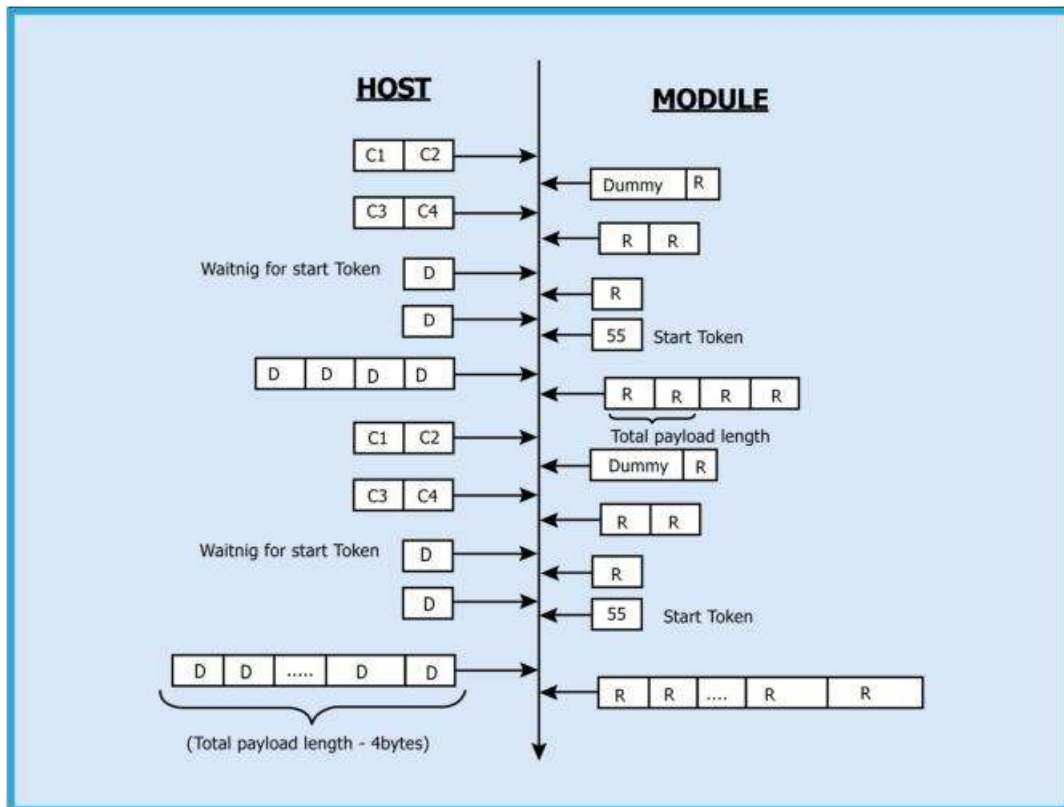 HOST
MODULE
C1 C2
Dummy R
C3 C4
R R
Waitnig for start Token D
R
D
55 Start Token
D D D D
R R R R
Total payload length
C1 C2
Dummy R
C3 C4
R R
Waitnig for start Token D
R
D
55 Start Token
D D ..... D D
R R .... R R
(Total payload length - 4bytes)